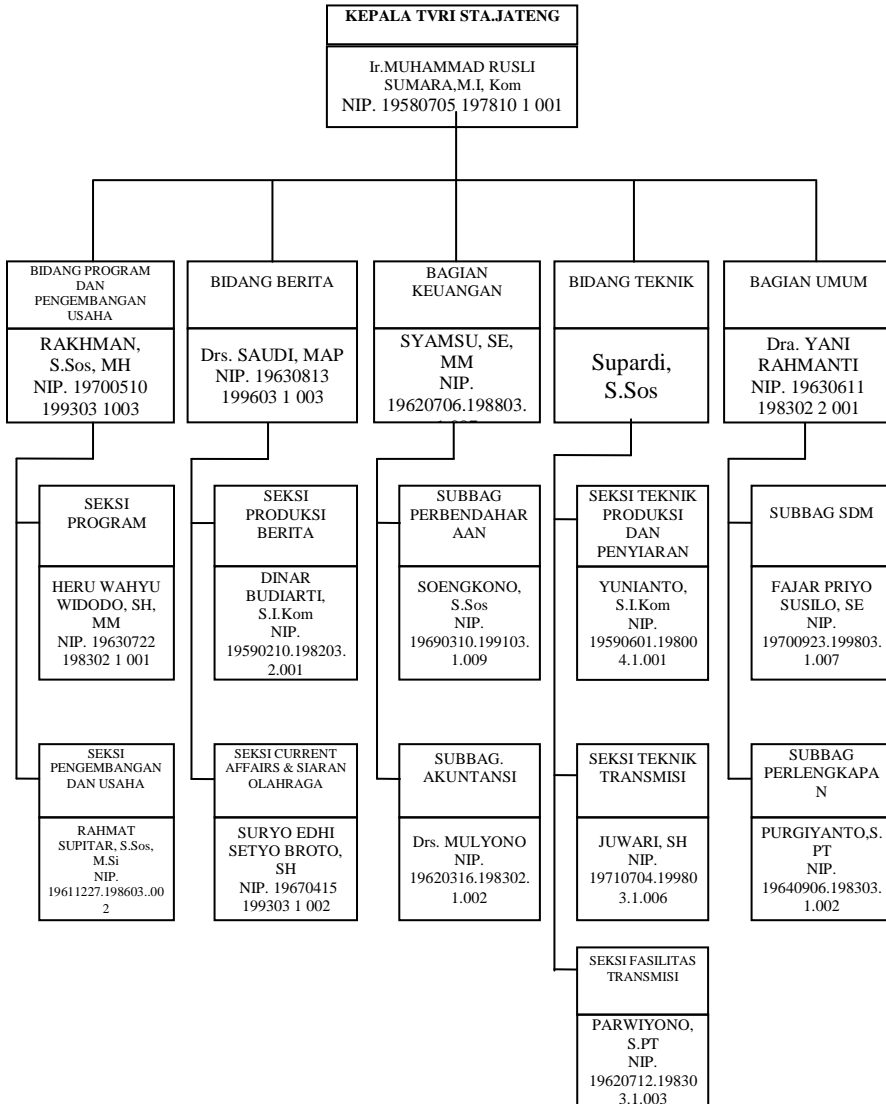 KEPALA TVRI STA.JATENG
Ir.MUHAMMAD RUSLI
SUMARA,M.I, Kom
NIP. 19580705 197810 1 001
BIDANG PROGRAM
DAN
PENGEMBANGAN
USAHA
RAKHMAN,
S.Sos, MH
NIP. 19700510
199303 1003
BIDANG BERITA
Drs. SAUDI, MAP
NIP. 19630813
199603 1 003
BAGIAN
KEUANGAN
SYAMSU, SE,
MM
NIP.
19620706.198803.
BIDANG TEKNIK
Supardi,
S.Sos
BAGIAN UMUM
Dra. YANI
RAHMANTI
NIP. 19630611
198302 2 001
SEKSI
PROGRAM
HERU WAHYU
WIDODO, SH,
MM
NIP. 19630722
198302 1 001
SEKSI
PRODUKSI
BERITA
DINAR
BUDIARTI,
S.I.Kom
NIP.
19590210.198203.
2.001
SUBBAG
PERBENDAHAR
AAN
SOENGKONO,
S.Sos
NIP.
19690310.199103.
1.009
SEKSI TEKNIK
PRODUKSI
DAN
PENYIARAN
YUNIANTO,
S.I.Kom
NIP.
19590601.19800
4.1.001
SUBBAG SDM
FAJAR PRIYO
SUSILO, SE
NIP.
19700923.199803.
1.007
SEKSI
PENGEMBANGAN
DAN USAHA
RAHMAT
SUPITAR, S.Sos,
M.Si
NIP.
19611227.198603..00
2
SEKSI CURRENT
AFFAIRS & SIARAN
OLAHRAGA
SURYO EDHI
SETYO BROTO,
SH
NIP. 19670415
199303 1 002
SUBBAG.
AKUNTANSI
Drs. MULYONO
NIP.
19620316.198302.
1.002
SEKSI TEKNIK
TRANSMISI
JUWARI, SH
NIP.
19710704.19980
3.1.006
SUBBAG
PERLENGKAPA
N
PURGIYANTO,S.
PT
NIP.
19640906.198303.
1.002
SEKSI FASILITAS
TRANSMISI
PARWIYONO,
S.PT
NIP.
19620712.19830
3.1.003